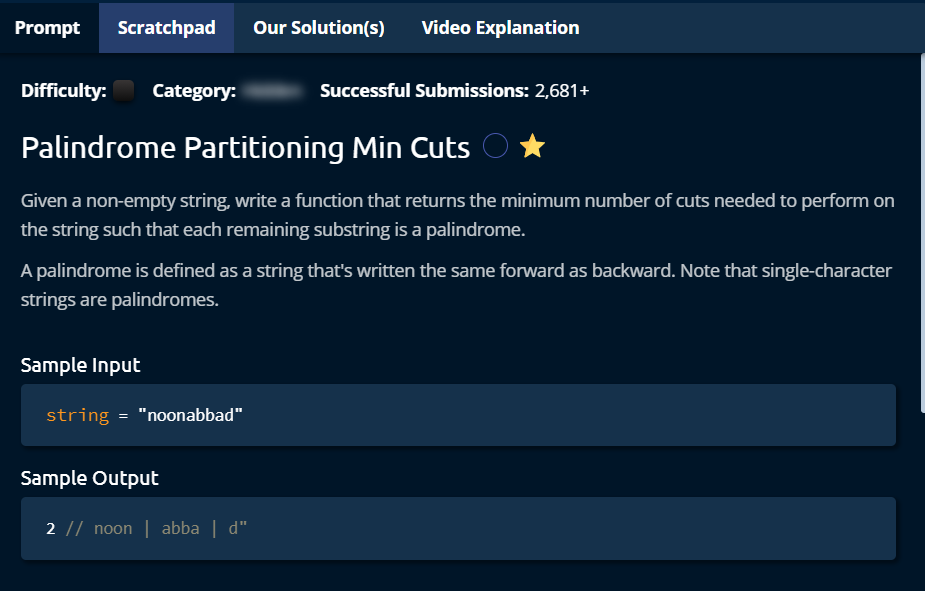 Prompt Scratchpad Our Solution(s) Video Explanation
Difficulty: Category: Successful Submissions: 2,681+
Palindrome Partitioning Min Cuts
Given a non-empty string, write a function that returns the minimum number of cuts needed to perform on
the string such that each remaining substring is a palindrome.
A palindrome is defined as a string that's written the same forward as backward. Note that single-character
strings are palindromes.
Sample Input
string = "noonabbad"
Sample Output
2 // noon | abba | d"